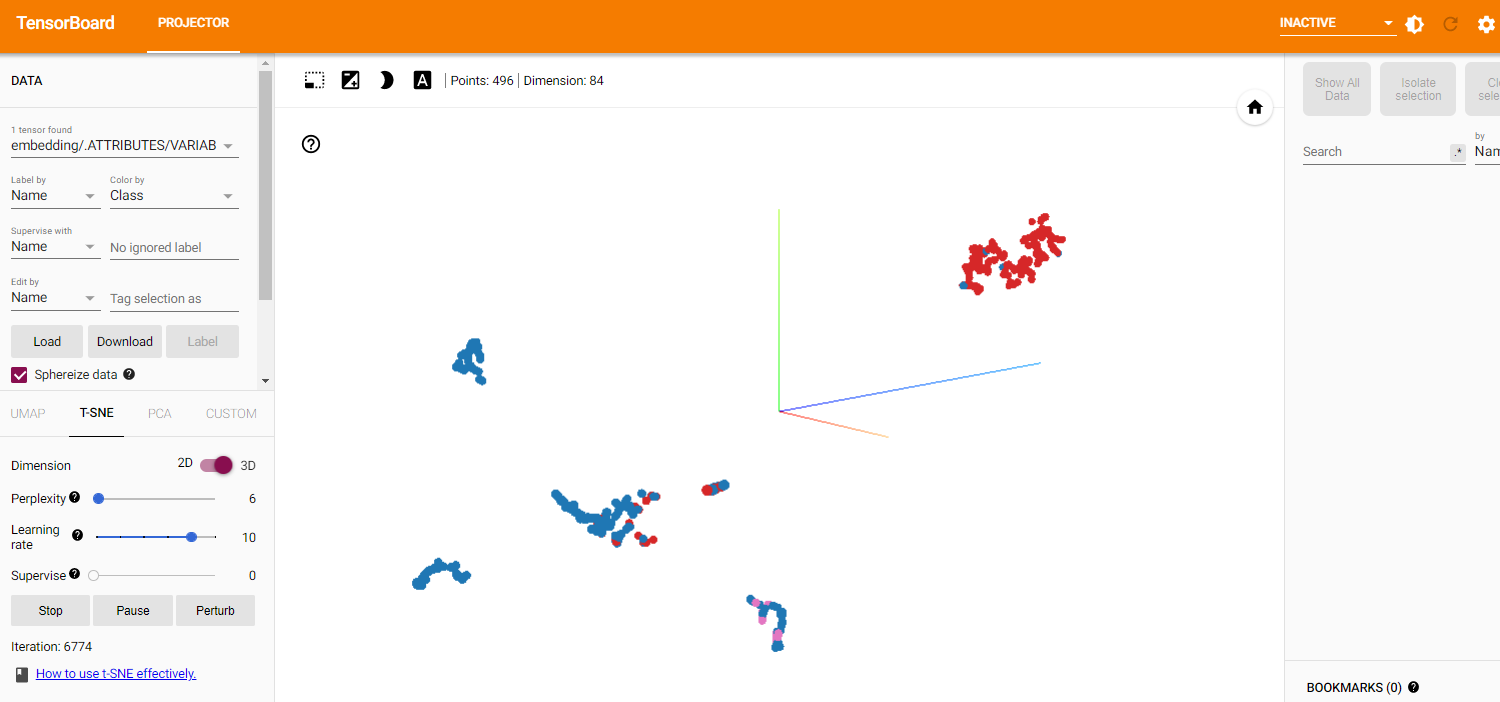 TensorBoard
PROJECTOR
INACTIVE
DATA
1 tensor found
embedding/.ATTRIBUTES/VARIAB
Label by
Name
Color by
Class
Supervise with
Name
No ignored label
Edit by
Name
Tag selection as
Load
Download
Label
Sphereize data
UMAP
T-SNE
PCA
CUSTOM
Dimension
2D
3D
Perplexity
6
Learning
rate
10
Supervise
0
Stop
Pause
Perturb
Iteration: 6774
How to use t-SNE effectively.
A
Points: 496
Dimension: 84
Show All
Data
Isolate
selection
Cl
sele
Search
.*
by
Nam
BOOKMARKS (0)